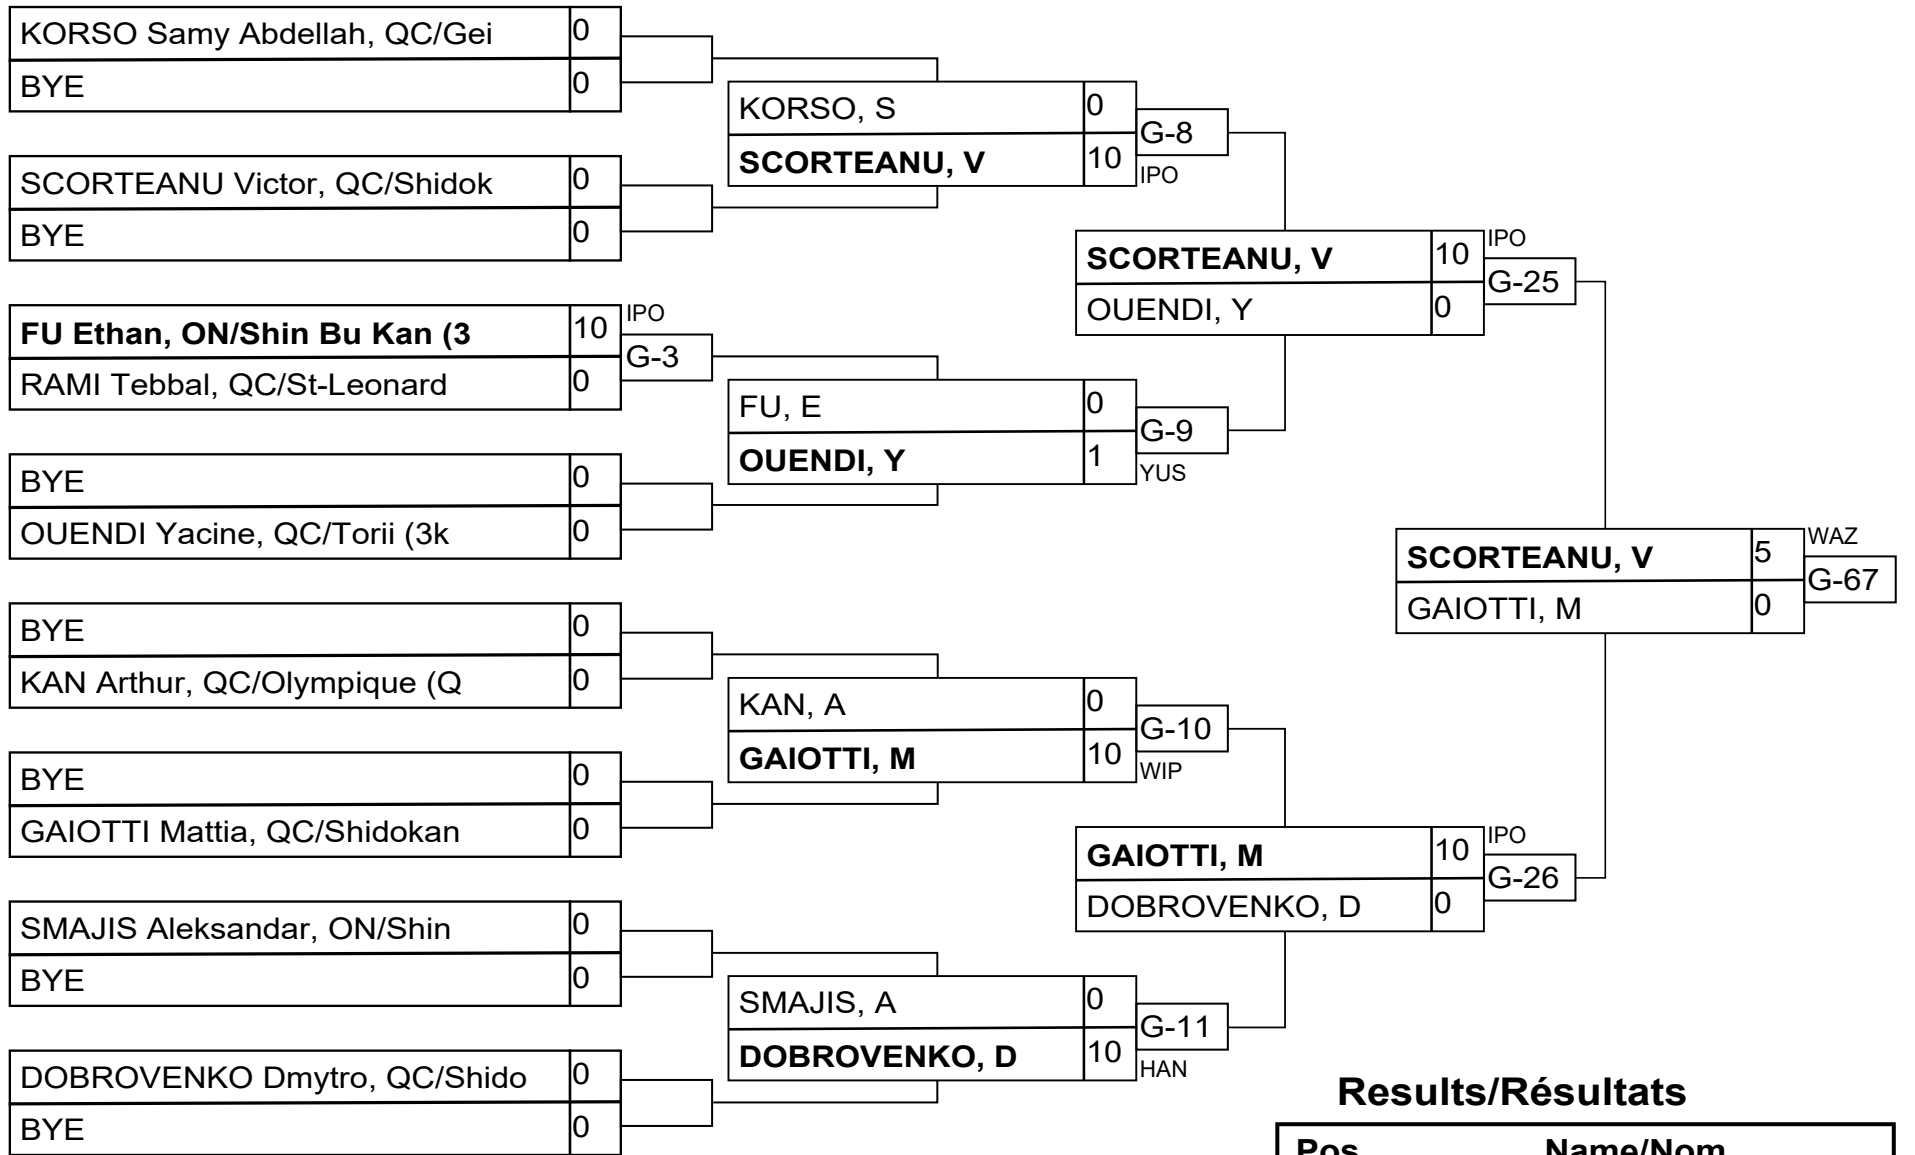 KORSO Samy Abdellah, QC/Gei 0
BYE 0
SCORTEANU Victor, QC/Shidok 0
BYE 0
FU Ethan, ON/Shin Bu Kan (3 10 IPO
G-3
RAMI Tebbal, QC/St-Leonard 0
BYE 0
OUENDI Yacine, QC/Torii (3k 0
BYE 0
KAN Arthur, QC/Olympique (Q 0
BYE 0
GAIOTTI Mattia, QC/Shidokan 0
SMAJIS Aleksandar, ON/Shin 0
BYE 0
DOBROVENKO Dmytro, QC/Shido 0
BYE 0
KORSO, S 0
G-8
SCORTEANU, V 10 IPO
FU, E 0
G-9
OUENDI, Y 1 YUS
KAN, A 0
G-10
GAIOTTI, M 10 WIP
SMAJIS, A 0
G-11
DOBROVENKO, D 10 HAN
SCORTEANU, V 10 IPO
G-25
OUENDI, Y 0
GAIOTTI, M 10 IPO
G-26
DOBROVENKO, D 0
SCORTEANU, V 5 WAZ
G-67
GAIOTTI, M 0
Results/Résultats
Pos Name/Nom